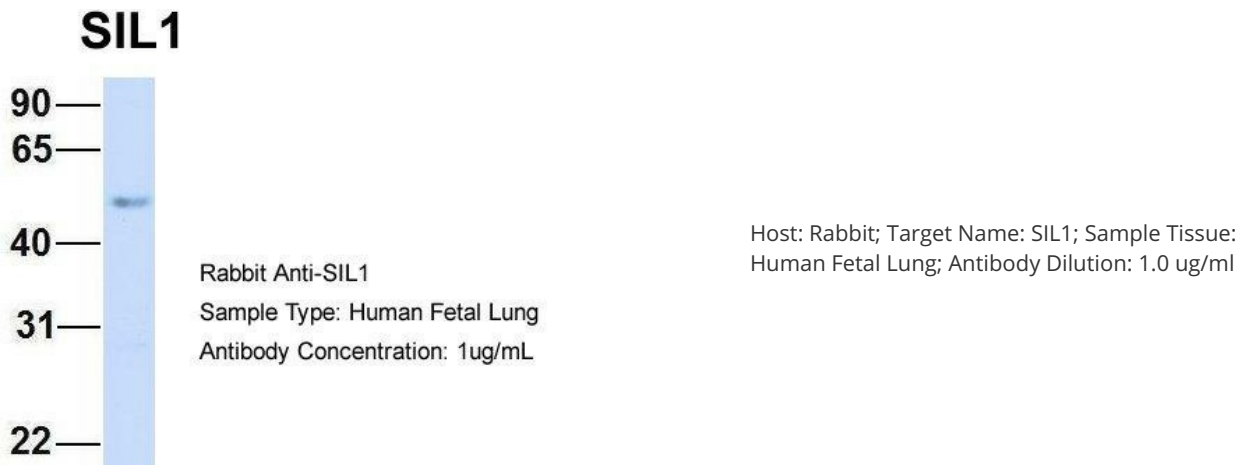 SIL1
90
65
40
31
22
Rabbit Anti-SIL1
Sample Type: Human Fetal Lung
Antibody Concentration: 1ug/mL
Host: Rabbit; Target Name: SIL1; Sample Tissue:
Human Fetal Lung; Antibody Dilution: 1.0 ug/ml